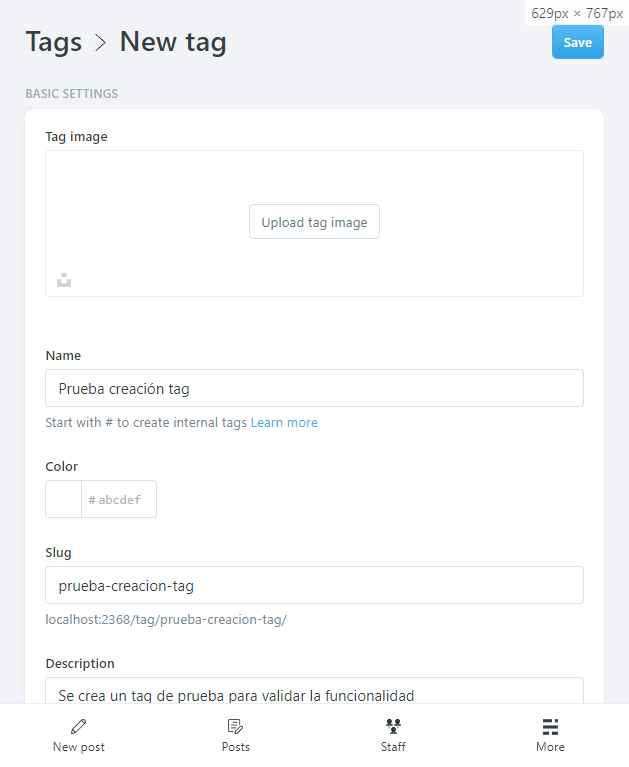 629px × 767px
Tags > New tag
Save
BASIC SETTINGS
Tag image
Upload tag image
Name
Prueba creación tag
Start with # to create internal tags Learn more
Color
# abcdef
Slug
prueba-creacion-tag
localhost:2368/tag/prueba-creacion-tag/
Description
Se crea un tag de prueba para validar la funcionalidad
New post
Posts
Staff
More